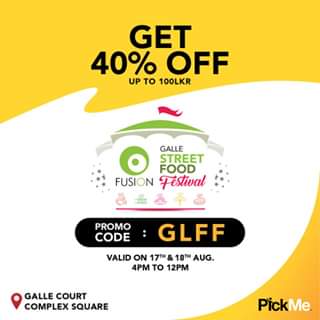 GET
40% OFF
UP TO 100LKR
GALLE
STREET
FOOD
FUSION Festival
PROMO
CODE : GLFF
VALID ON 17TH & 18TH AUG.
4PM TO 12PM
GALLE COURT
COMPLEX SQUARE
PickMe